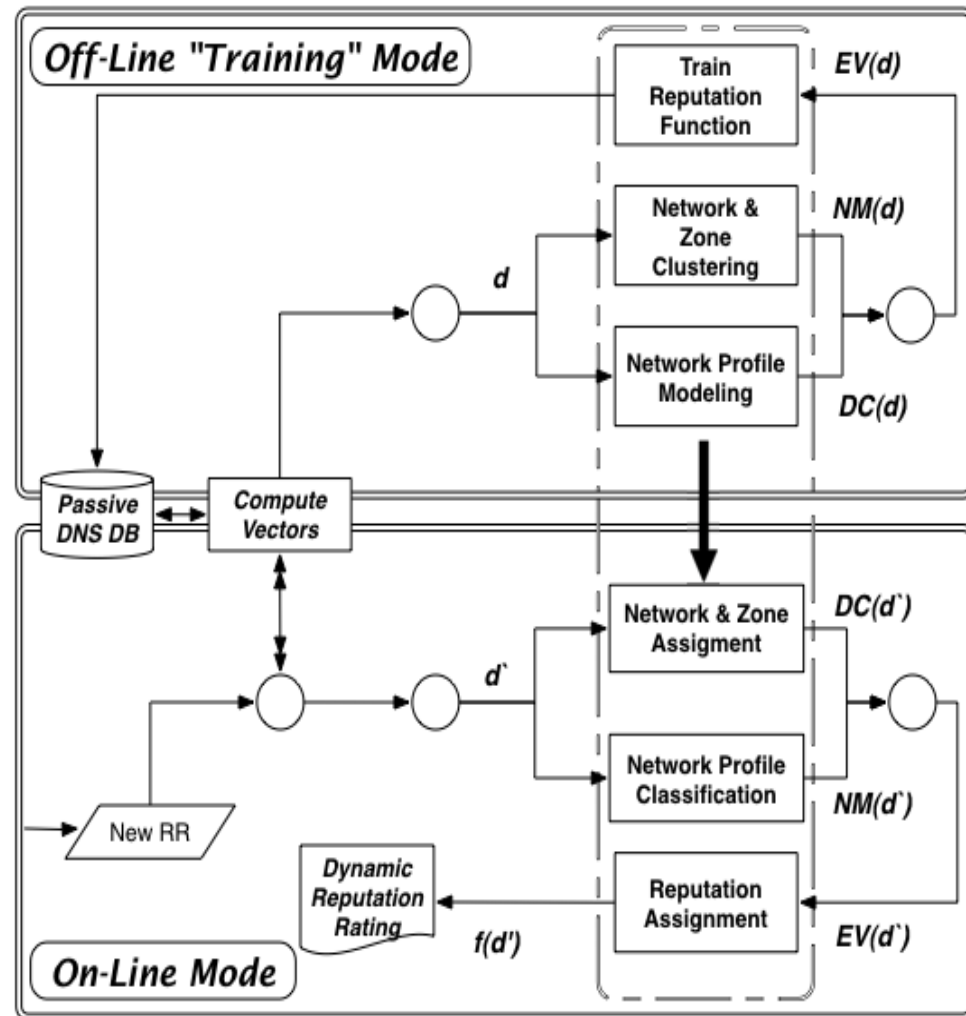 Off-Line "Training" Mode
Train
Reputation
Function
EV(d)
Network &
Zone
Clustering
NM(d)
d
Network Profile
Modeling
DC(d)
Passive
DNS DB
Compute
Vectors
Network & Zone
Assigment
DC(d`)
d`
Network Profile
Classification
NM(d`)
New RR
Dynamic
Reputation
Rating
f(d')
Reputation
Assignment
EV(d`)
On-Line Mode